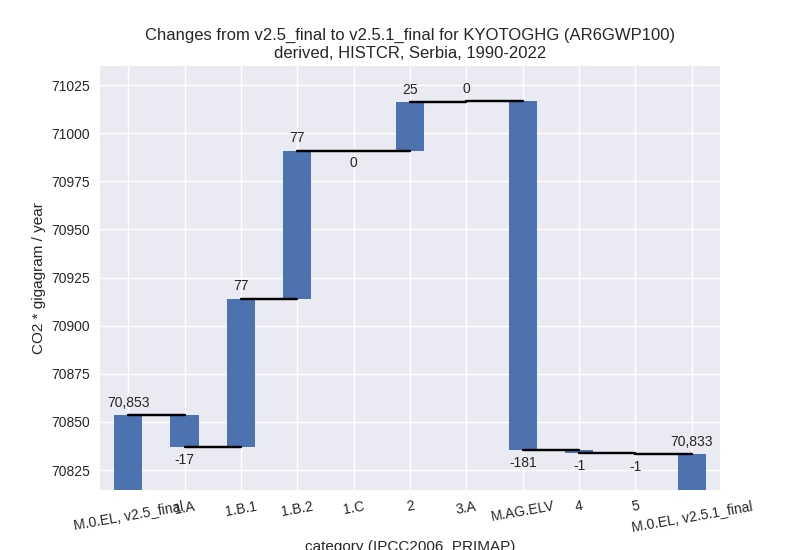 Changes from v2.5_final to v2.5.1_final for KYOTOGHG (AR6GWP100)
derived, HISTCR, Serbia, 1990-2022
CO2 * gigagram / year
71025
71000
70975
70950
70925
70900
70875
70850
70825
70,853
-17
77
77
0
25
0
-181
-1
-1
70,833
M.0.EL, v2.5_final
1.A
1.B.1
1.B.2
1.C
2
3.A
M.AG.ELV
4
5
M.0.EL, v2.5.1_final
category (IPCC2006_PRIMAP)